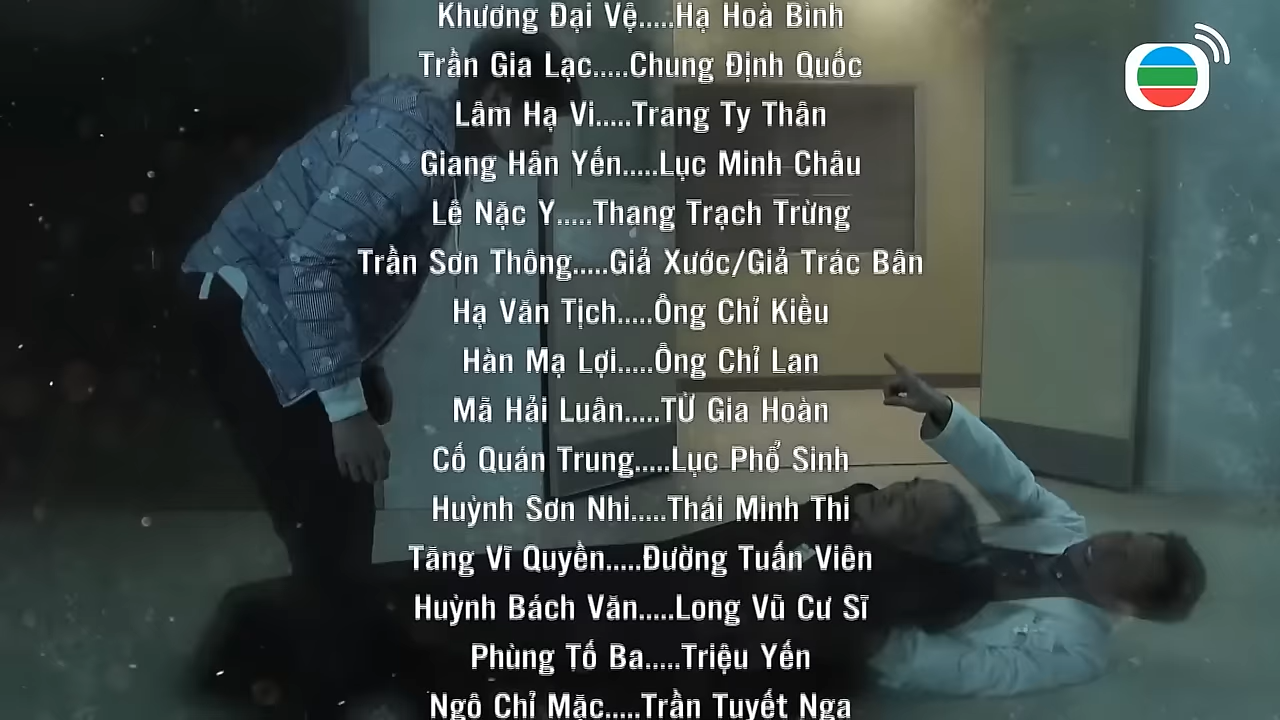 Khương Đại Vệ.....Hạ Hoà Bình
Trần Gia Lạc.....Chung Định Quốc
Lâm Hạ Vi.....Trang Ty Thân
Giang Hân Yến.....Lục Minh Châu
Lê Nặc Y.....Thang Trạch Trừng
Trần Sơn Thông.....Giả Xước/Giả Trác Bân
Hạ Văn Tịch.....Ông Chỉ Kiều
Hàn Mạ Lợi.....Ông Chỉ Lan
Mã Hải Luân.....TỪ Gia Hoàn
Cố Quán Trung.....Lục Phổ Sinh
Huỳnh Sơn Nhi.....Thái Minh Thi
Tăng Vĩ Quyền.....Đường Tuấn Viên
Huỳnh Bách Văn.....Long Vũ Cư Sĩ
Phùng Tố Ba.....Triệu Yến
Ngô Chỉ Mặc.....Trần Tuyết Nga